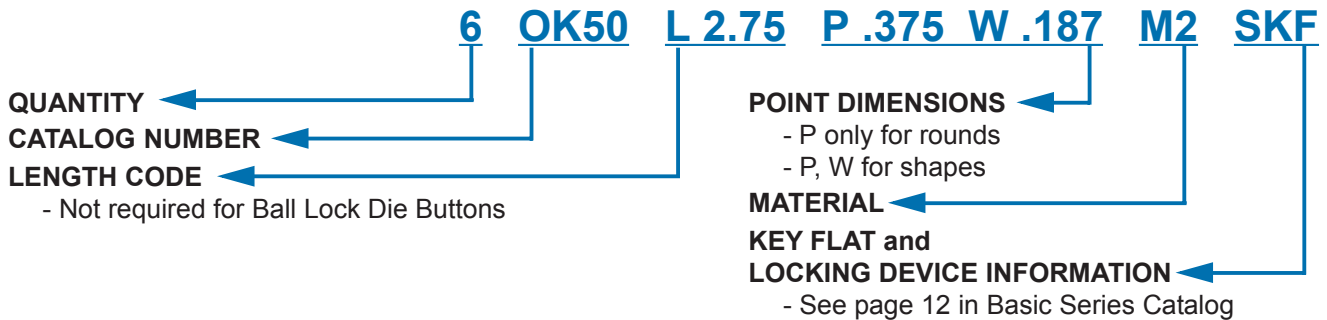 6 OK50 L 2.75 P .375 W .187 M2 SKF
QUANTITY
CATALOG NUMBER
LENGTH CODE
- Not required for Ball Lock Die Buttons
POINT DIMENSIONS
- P only for rounds
- P, W for shapes
MATERIAL
KEY FLAT and
LOCKING DEVICE INFORMATION
- See page 12 in Basic Series Catalog